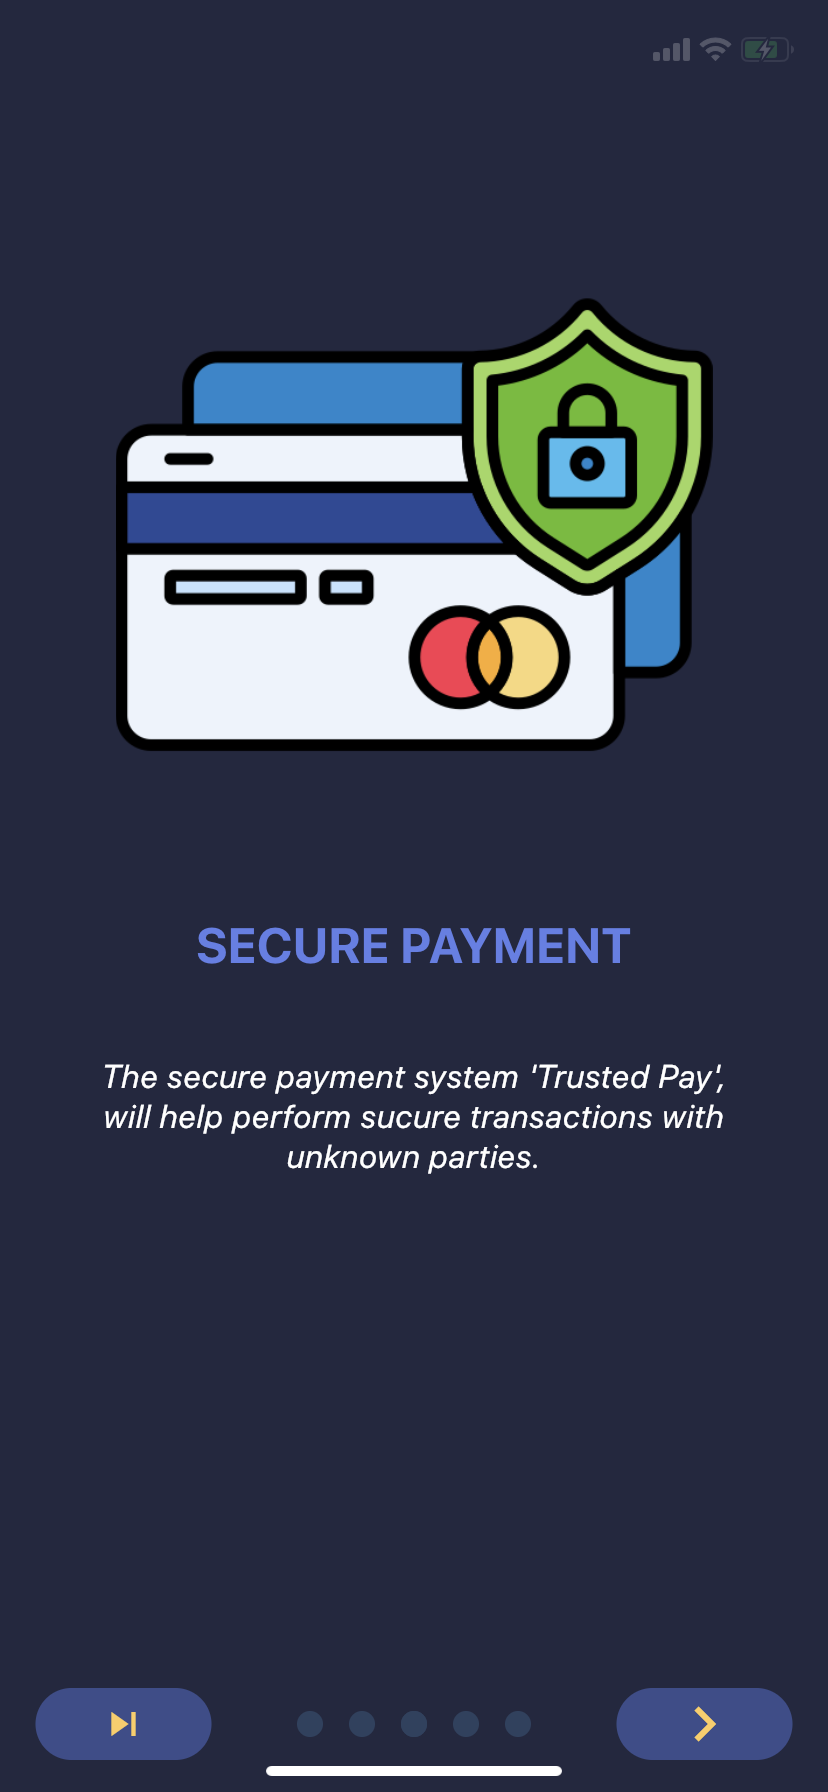 SECURE PAYMENT
The secure payment system 'Trusted Pay',
will help perform sucure transactions with
unknown parties.